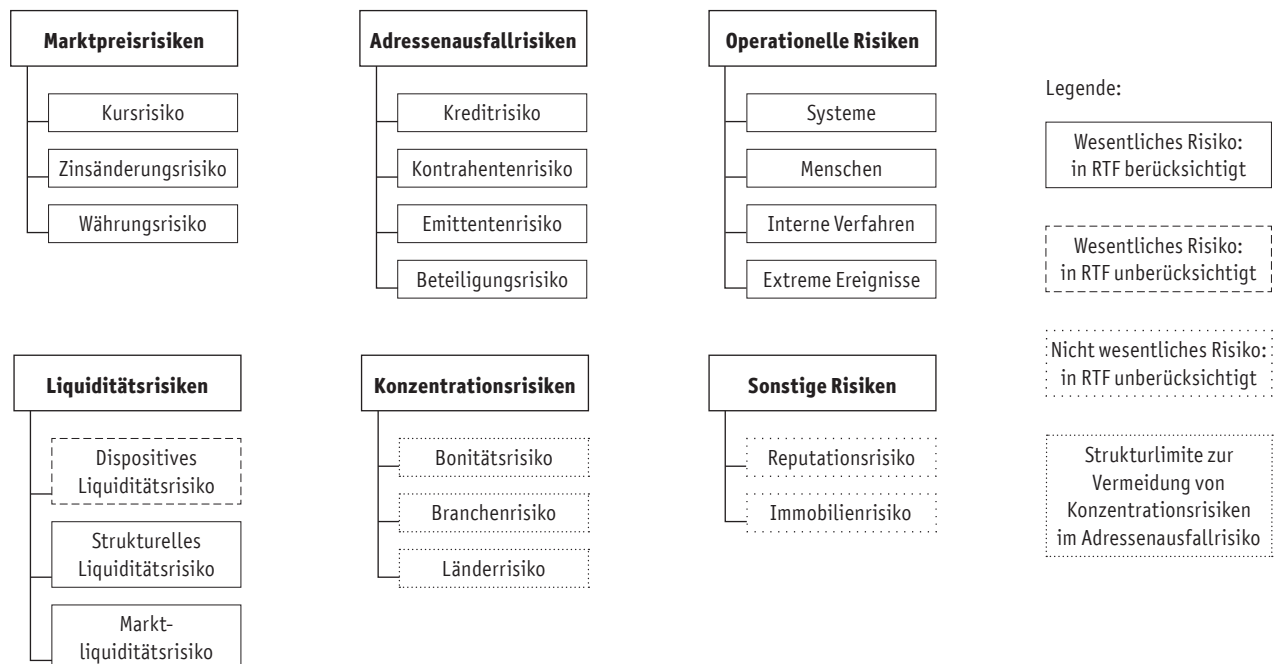 Marktpreisrisiken
Kursrisiko
Zinsänderungsrisiko
Währungsrisiko
Adressenausfallrisiken
Kreditrisiko
Kontrahentenrisiko
Emittentenrisiko
Beteiligungsrisiko
Operationelle Risiken
Systeme
Menschen
Interne Verfahren
Extreme Ereignisse
Liquiditätsrisiken
Dispositives
Liquiditätsrisiko
Strukturelles
Liquiditätsrisiko
Markt-
liquiditätsrisiko
Konzentrationsrisiken
Bonitätsrisiko
Branchenrisiko
Länderrisiko
Sonstige Risiken
Reputationsrisiko
Immobilienrisiko
Legende:
Wesentliches Risiko:
in RTF berücksichtigt
Wesentliches Risiko:
in RTF unberücksichtigt
Nicht wesentliches Risiko:
in RTF unberücksichtigt
Strukturlimite zur
Vermeidung von
Konzentrationsrisiken
im Adressenausfallrisiko